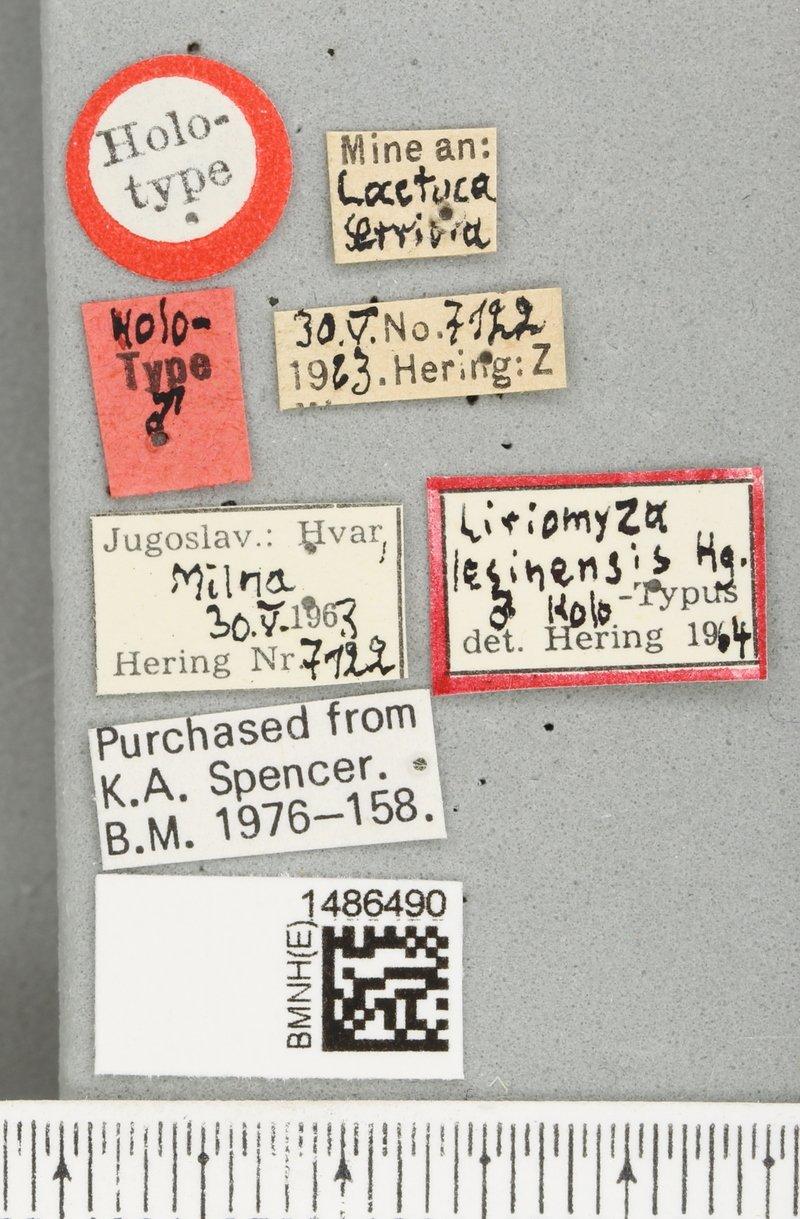 Holo-
type
Mine an:
Lactuca
Serriola
Holo-
Type
♂
30.V. No. 7122
1963. Hering: Z
Jugoslav.: Hvar,
Milna
30.V.1963
Hering Nr 7122
Liriomyza
lesinensis Hg.
♂ Holo-Typus
det. Hering 1964
Purchased from
K.A. Spencer.
B.M. 1976–158.
1486490
BMNH(E)